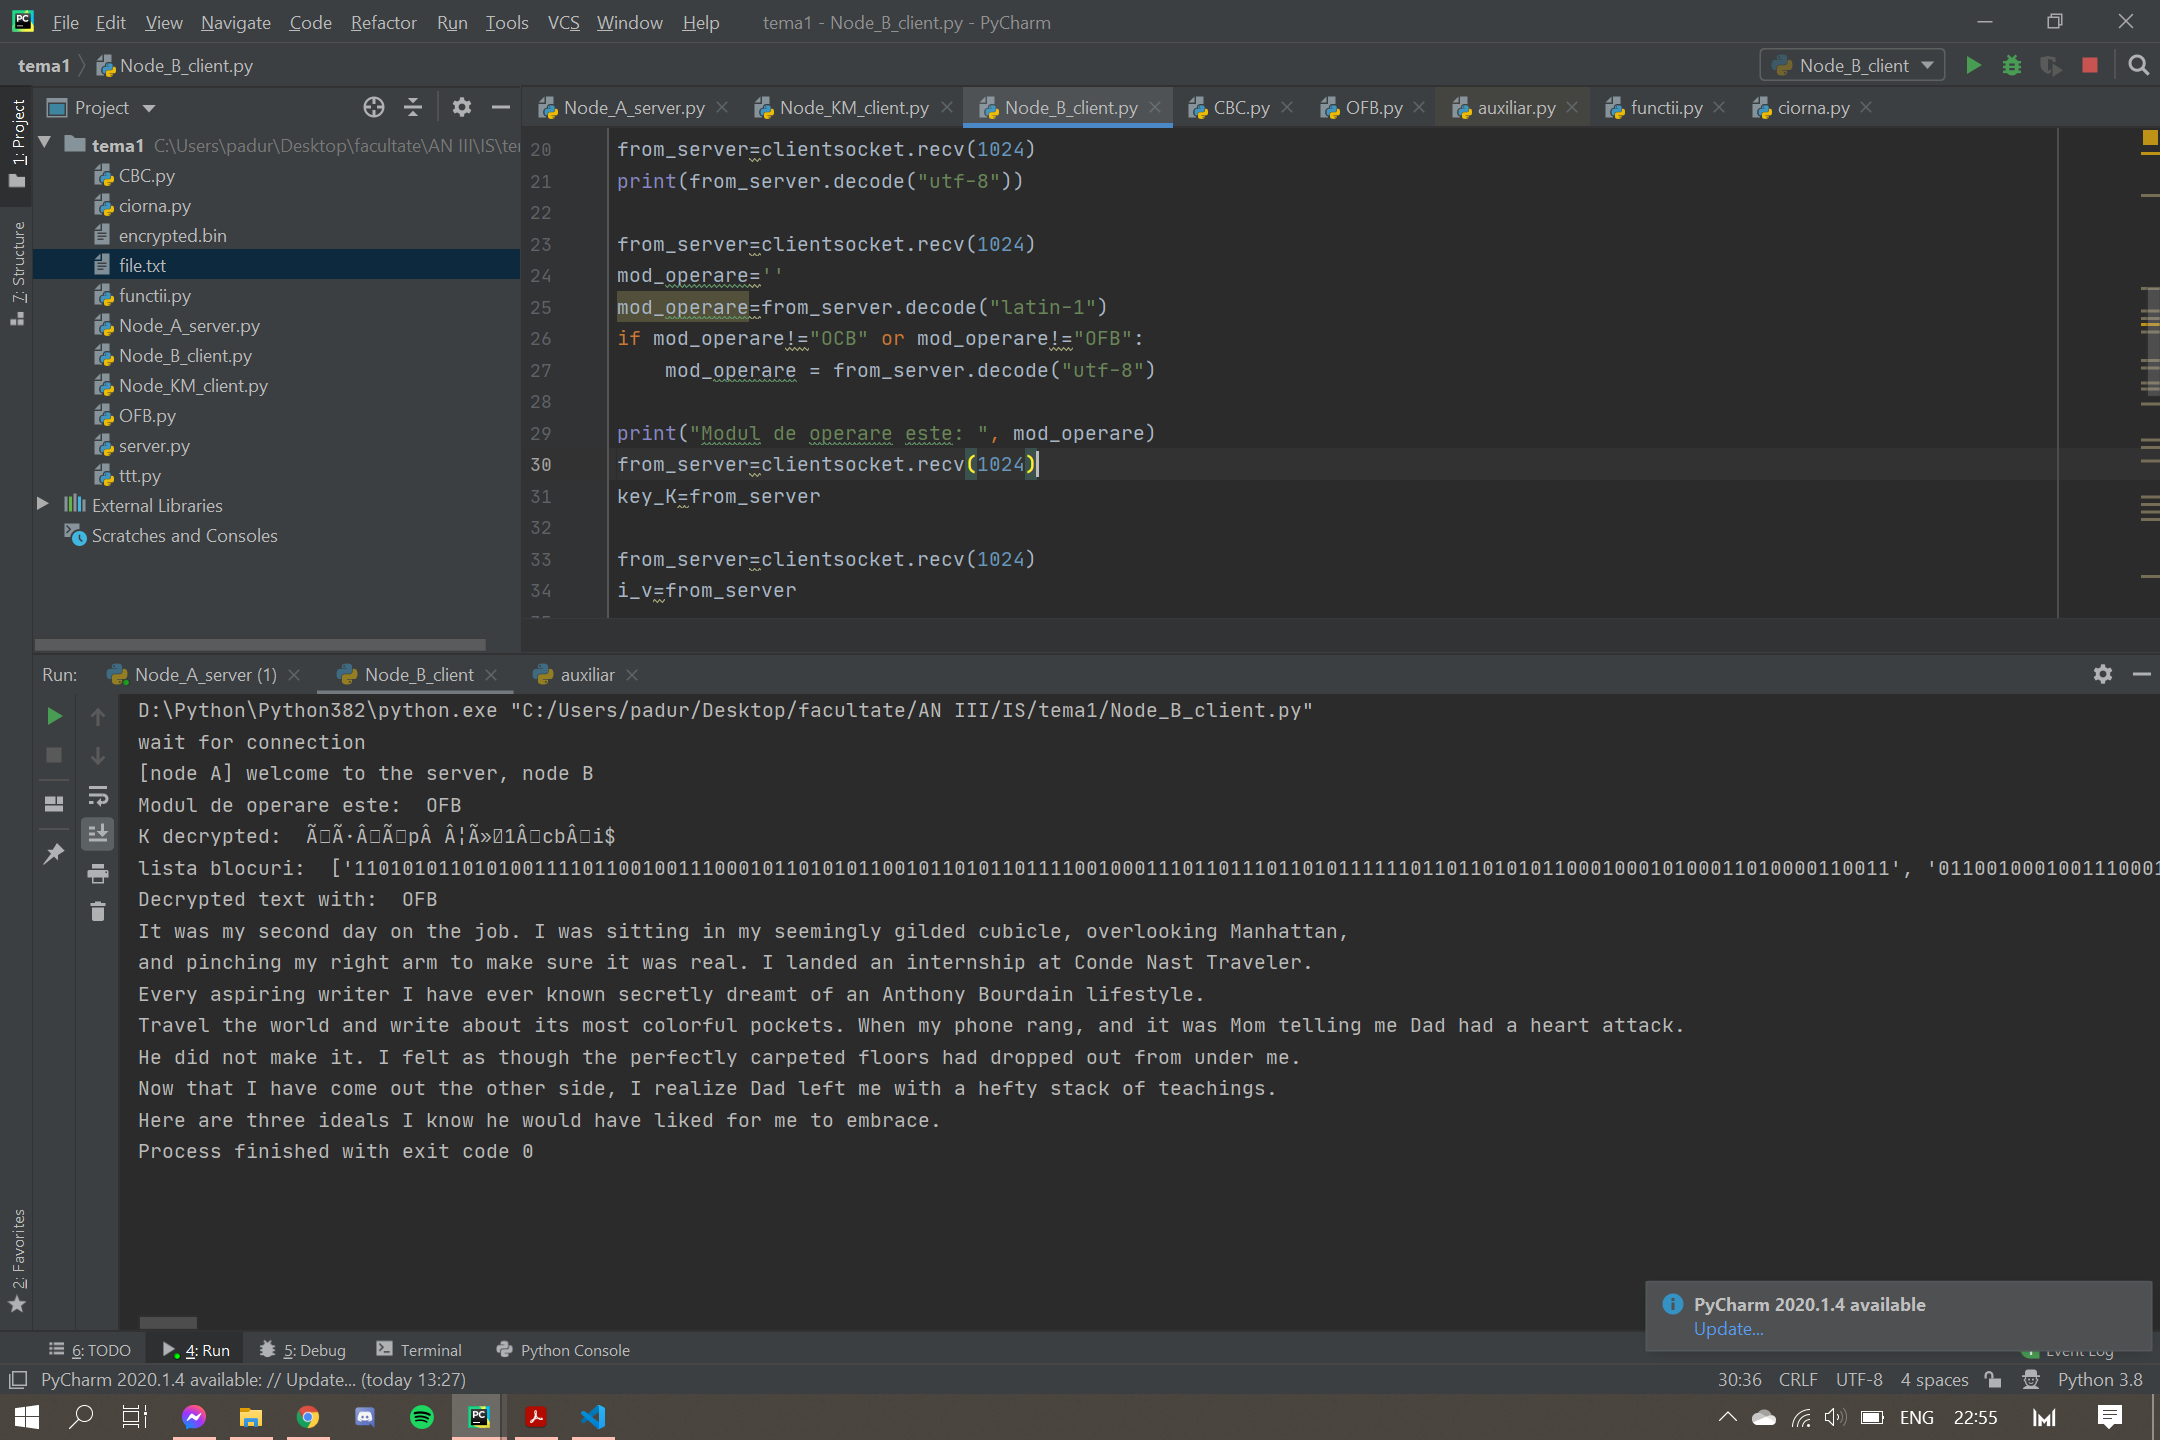 File Edit View Navigate Code Refactor Run Tools VCS Window Help tema1 - Node_B_client.py - PyCharm
tema1 Node_B_client.py Node_B_client
Project
Node_A_server.py Node_KM_client.py Node_B_client.py CBC.py OFB.py auxiliar.py functii.py ciorna.py
1: Project
7: Structure
2: Favorites
tema1 C:\Users\padur\Desktop\facultate\AN III\IS\te
CBC.py
ciorna.py
encrypted.bin
file.txt
functii.py
Node_A_server.py
Node_B_client.py
Node_KM_client.py
OFB.py
server.py
ttt.py
External Libraries
Scratches and Consoles
20 from_server=clientsocket.recv(1024)
21 print(from_server.decode("utf-8"))
22
23 from_server=clientsocket.recv(1024)
24 mod_operare=''
25 mod_operare=from_server.decode("latin-1")
26 if mod_operare!="OCB" or mod_operare!="OFB":
27 mod_operare = from_server.decode("utf-8")
28
29 print("Modul de operare este: ", mod_operare)
30 from_server=clientsocket.recv(1024)
31 key_K=from_server
32
33 from_server=clientsocket.recv(1024)
34 i_v=from_server
Run: Node_A_server (1) Node_B_client auxiliar
D:\Python\Python382\python.exe "C:/Users/padur/Desktop/facultate/AN III/IS/tema1/Node_B_client.py"
wait for connection
[node A] welcome to the server, node B
Modul de operare este:  OFB
K decrypted:
lista blocuri:
Decrypted text with:  OFB
It was my second day on the job. I was sitting in my seemingly gilded cubicle, overlooking Manhattan,
and pinching my right arm to make sure it was real. I landed an internship at Conde Nast Traveler.
Every aspiring writer I have ever known secretly dreamt of an Anthony Bourdain lifestyle.
Travel the world and write about its most colorful pockets. When my phone rang, and it was Mom telling me Dad had a heart attack.
He did not make it. I felt as though the perfectly carpeted floors had dropped out from under me.
Now that I have come out the other side, I realize Dad left me with a hefty stack of teachings.
Here are three ideals I know he would have liked for me to embrace.
Process finished with exit code 0
PyCharm 2020.1.4 available
Update...
6: TODO 4: Run 5: Debug Terminal Python Console Event Log
PyCharm 2020.1.4 available: // Update... (today 13:27) 30:36 CRLF UTF-8 4 spaces Python 3.8
ENG 22:55